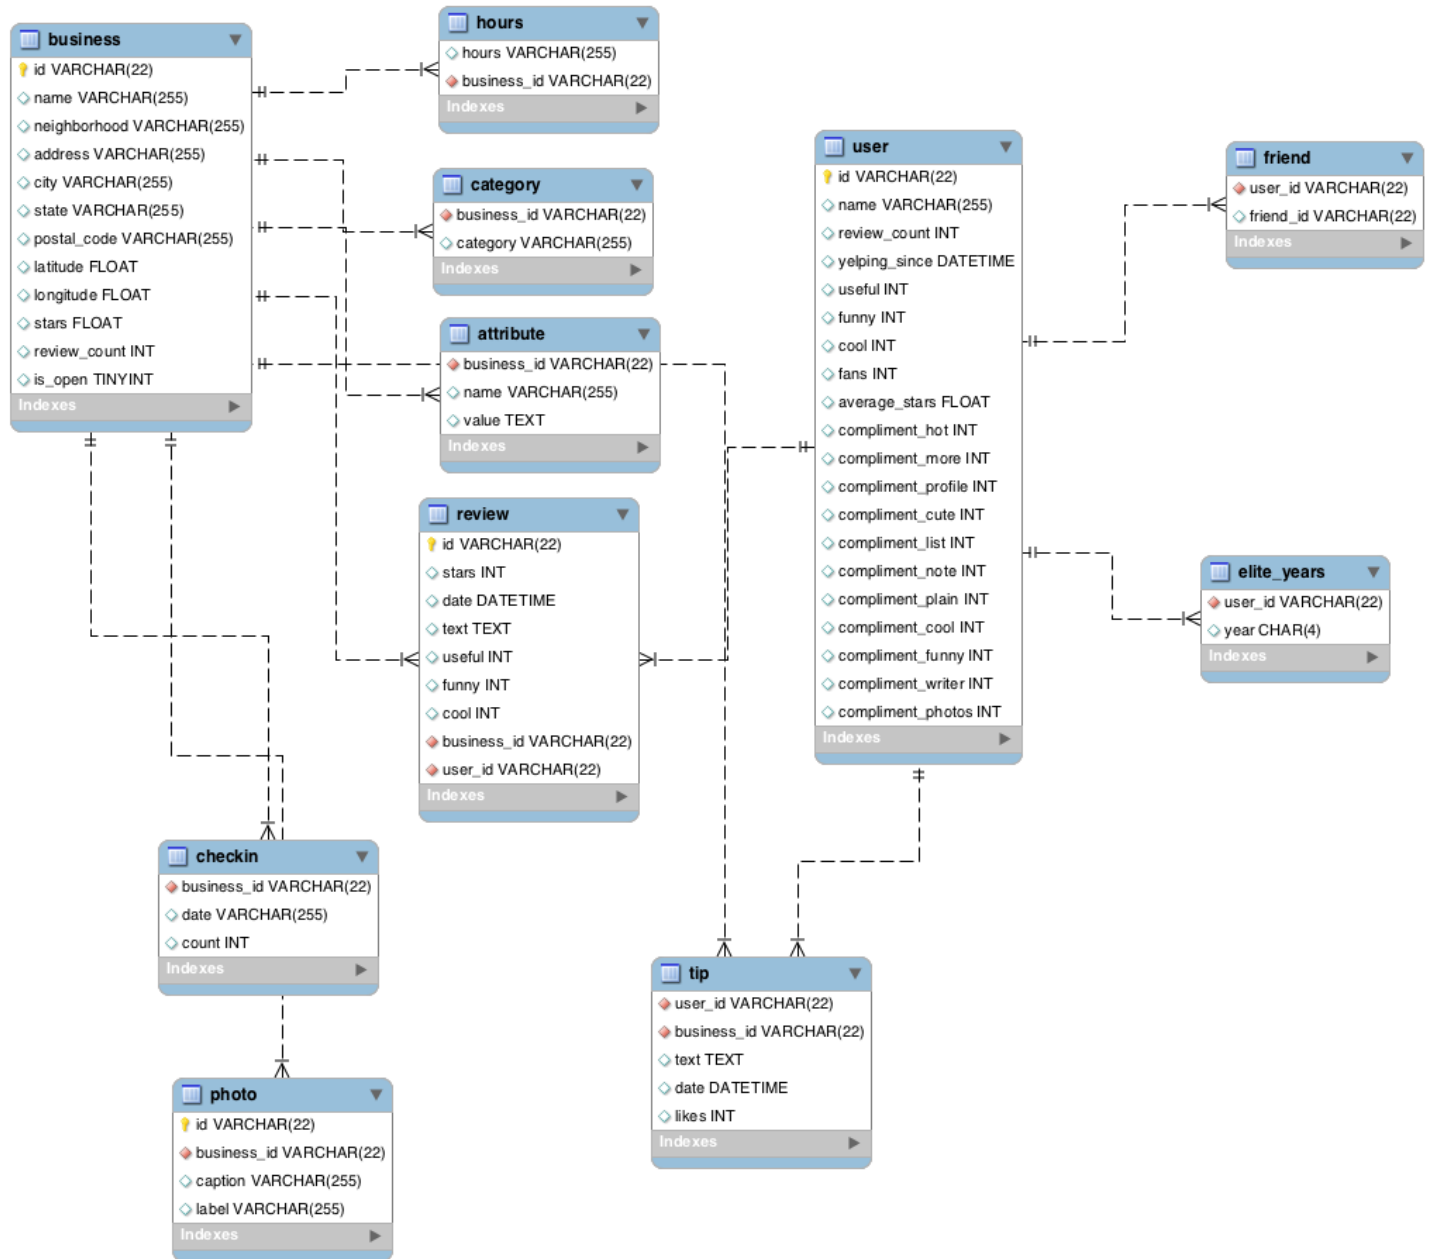 business
id VARCHAR(22)
name VARCHAR(255)
neighborhood VARCHAR(255)
address VARCHAR(255)
city VARCHAR(255)
state VARCHAR(255)
postal_code VARCHAR(255)
latitude FLOAT
longitude FLOAT
stars FLOAT
review_count INT
is_open TINYINT
Indexes
hours
hours VARCHAR(255)
business_id VARCHAR(22)
Indexes
category
business_id VARCHAR(22)
category VARCHAR(255)
Indexes
attribute
business_id VARCHAR(22)
name VARCHAR(255)
value TEXT
Indexes
review
id VARCHAR(22)
stars INT
date DATETIME
text TEXT
useful INT
funny INT
cool INT
business_id VARCHAR(22)
user_id VARCHAR(22)
Indexes
user
id VARCHAR(22)
name VARCHAR(255)
review_count INT
yelping_since DATETIME
useful INT
funny INT
cool INT
fans INT
average_stars FLOAT
compliment_hot INT
compliment_more INT
compliment_profile INT
compliment_cute INT
compliment_list INT
compliment_note INT
compliment_plain INT
compliment_cool INT
compliment_funny INT
compliment_writer INT
compliment_photos INT
Indexes
friend
user_id VARCHAR(22)
friend_id VARCHAR(22)
Indexes
elite_years
user_id VARCHAR(22)
year CHAR(4)
Indexes
checkin
business_id VARCHAR(22)
date VARCHAR(255)
count INT
Indexes
tip
user_id VARCHAR(22)
business_id VARCHAR(22)
text TEXT
date DATETIME
likes INT
Indexes
photo
id VARCHAR(22)
business_id VARCHAR(22)
caption VARCHAR(255)
label VARCHAR(255)
Indexes